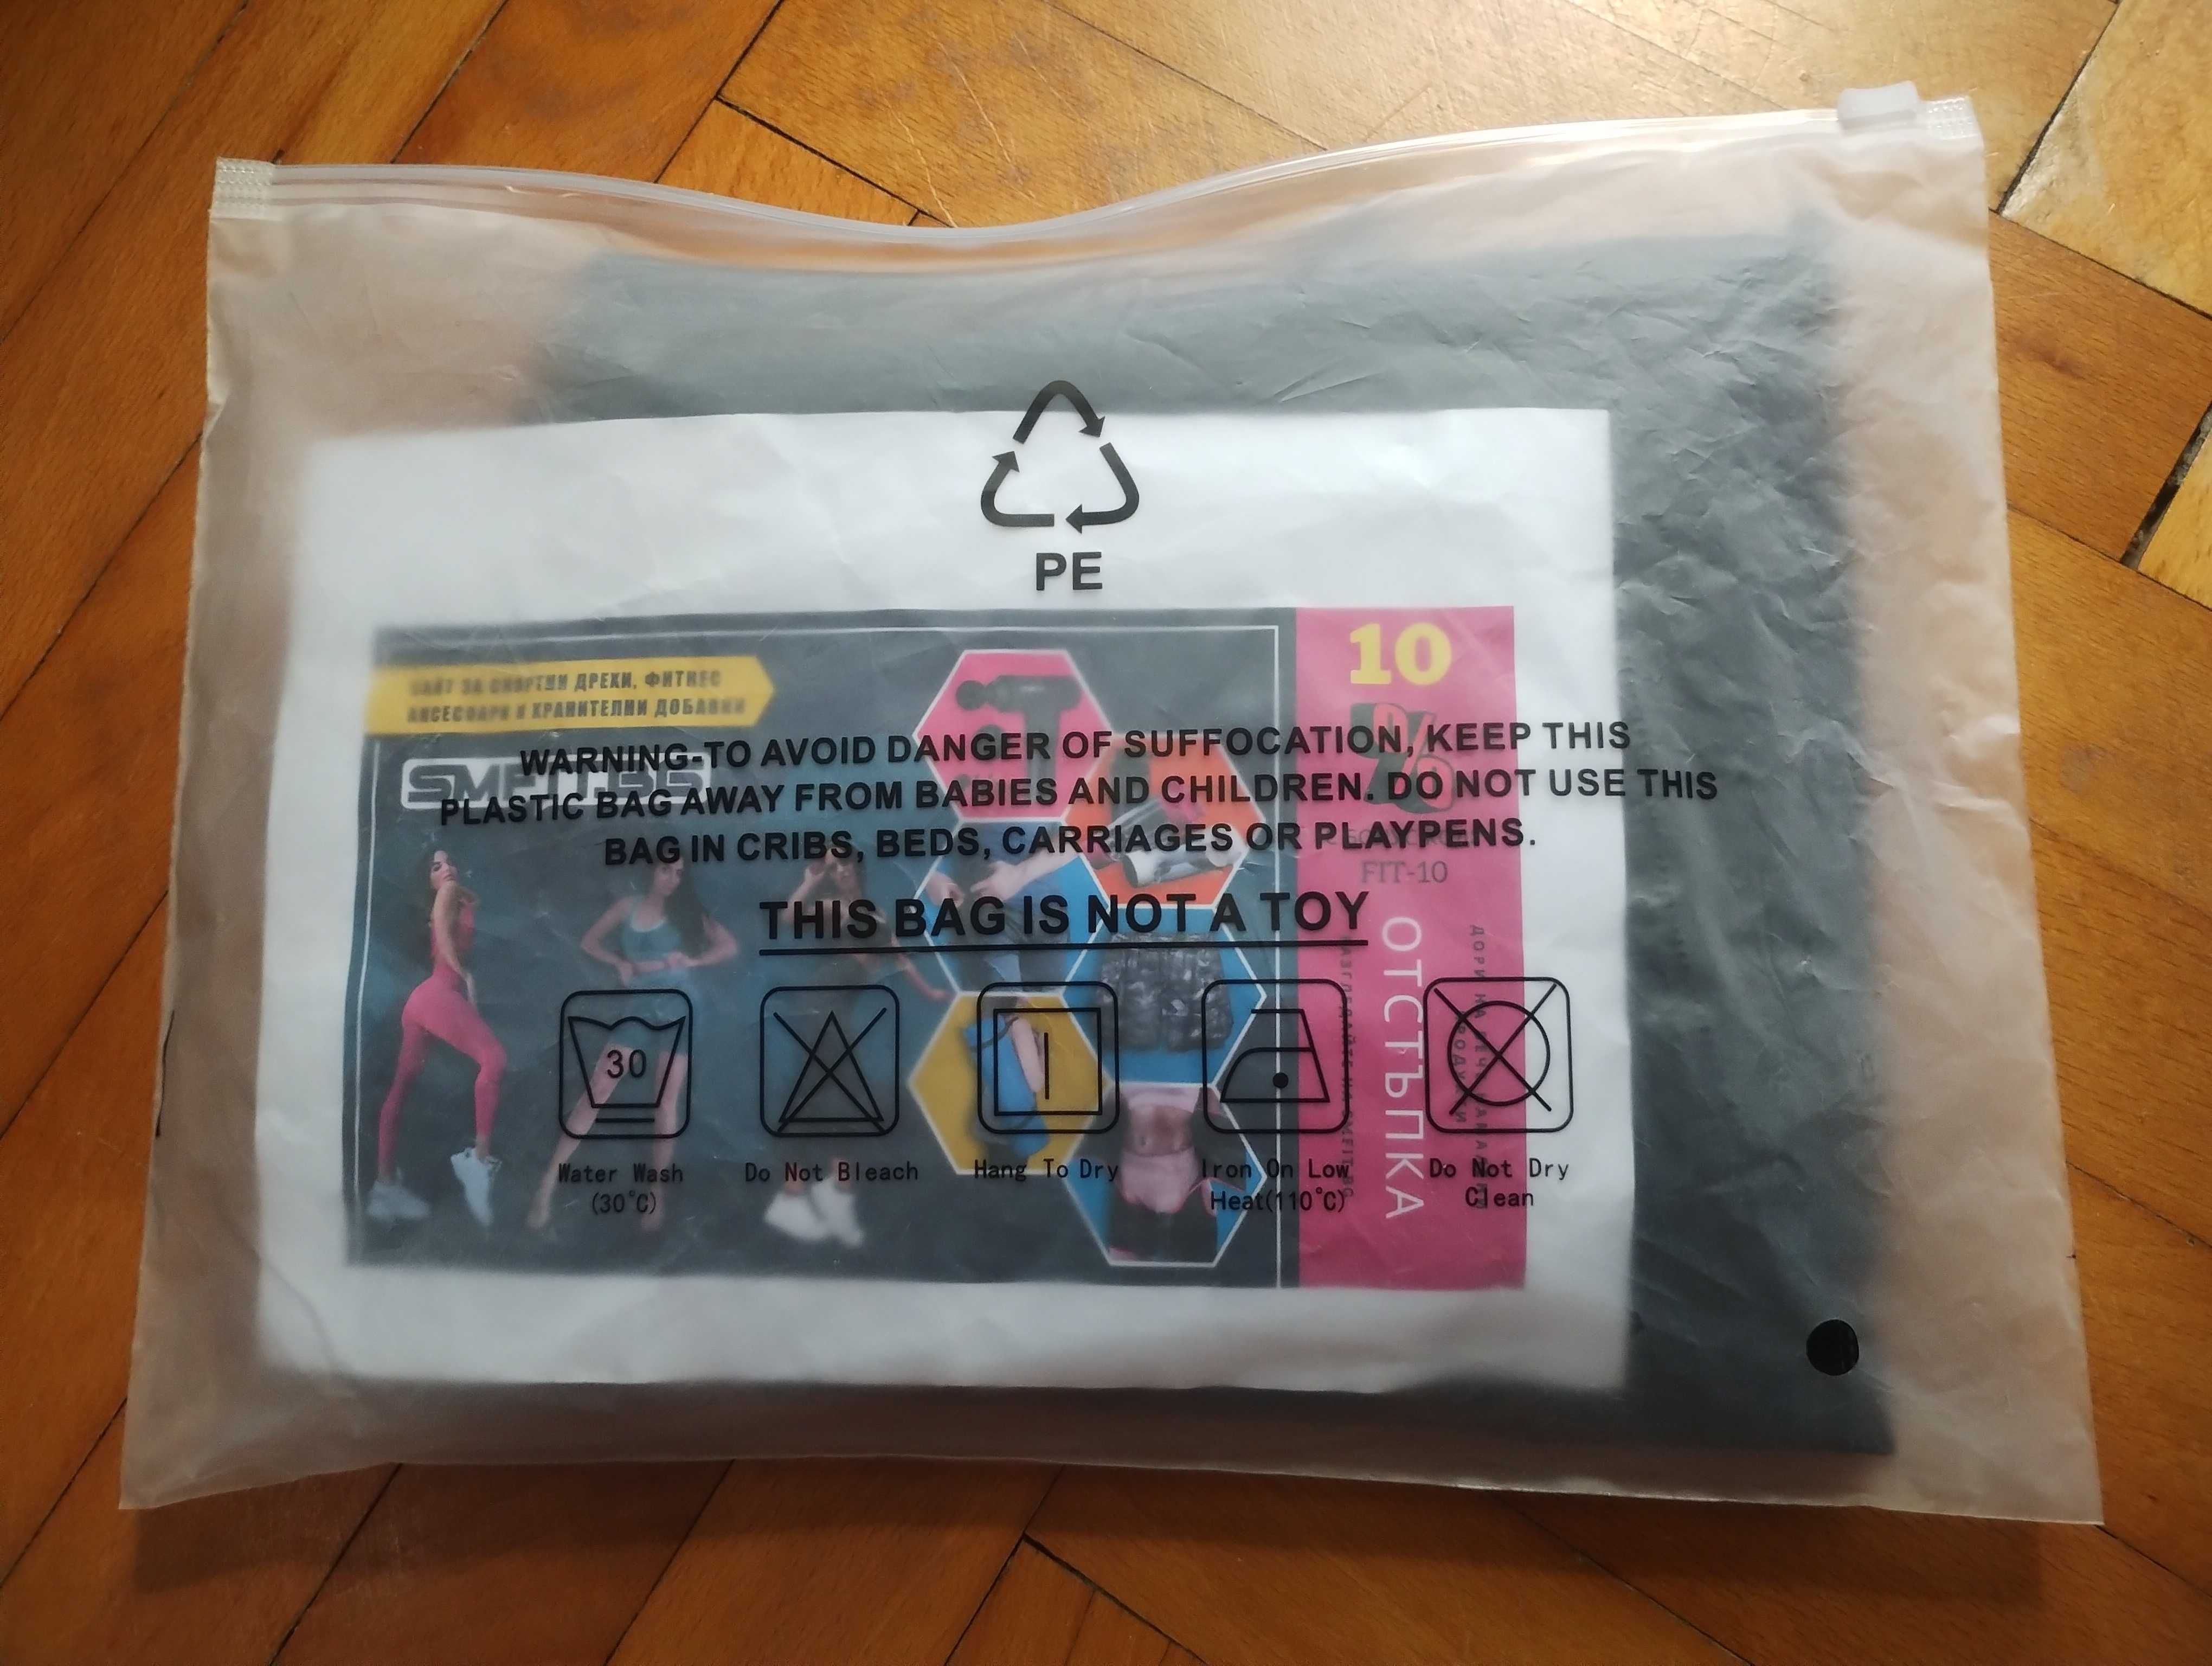 PE
САЙТ ЗА СПОРТНИ ДРЕХИ, ФИТНЕС
АКСЕСОАРИ И ХРАНИТЕЛНИ ДОБАВКИ
10
%
WARNING-TO AVOID DANGER OF SUFFOCATION, KEEP THIS
PLASTIC BAG AWAY FROM BABIES AND CHILDREN. DO NOT USE THIS
BAG IN CRIBS, BEDS, CARRIAGES OR PLAYPENS.
FIT-10
THIS BAG IS NOT A TOY
ОТСТЪПКА
30
Water Wash
(30°C)
Do Not Bleach
Hang To Dry
Iron On Low
Heat(110°C)
Do Not Dry
Clean